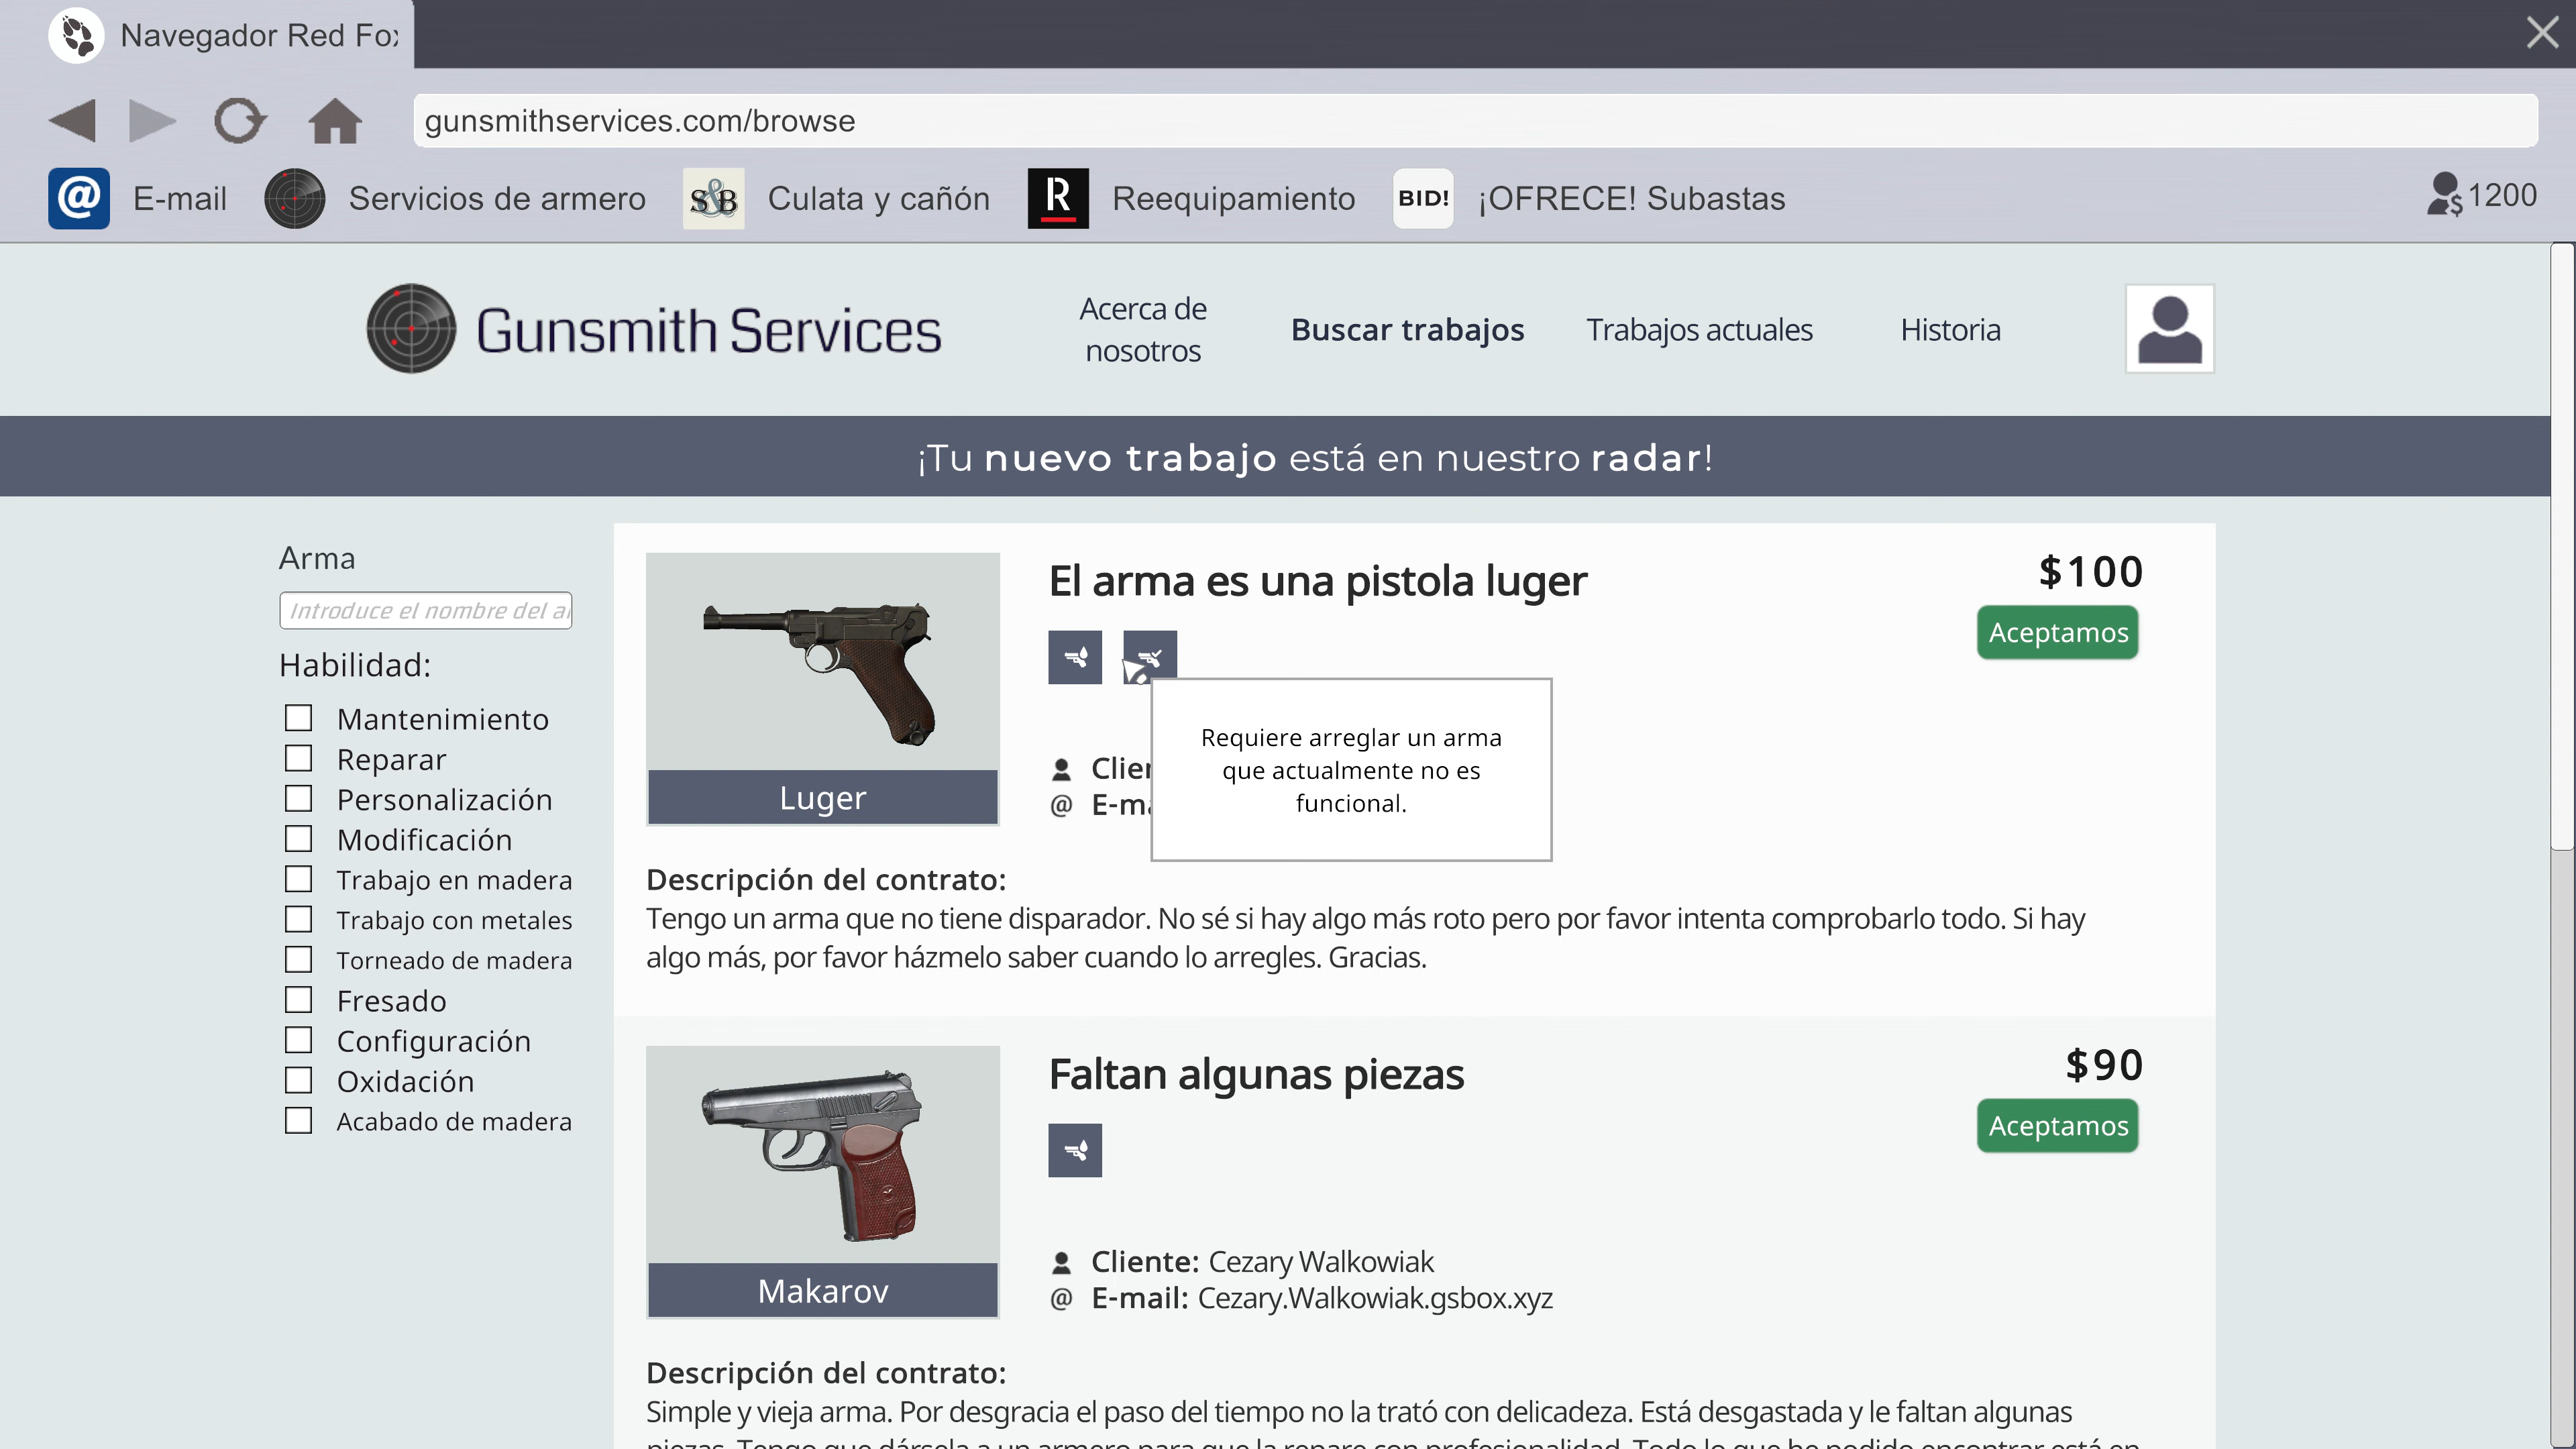 Navegador Red Fox
gunsmithservices.com/browse
@ E-mail
Servicios de armero
S&B Culata y cañón
R Reequipamiento
BID! ¡OFRECE! Subastas
1200
Gunsmith Services
Acerca de
nosotros
Buscar trabajos
Trabajos actuales
Historia
¡Tu nuevo trabajo está en nuestro radar!
Arma
Introduce el nombre del a
Habilidad:
Mantenimiento
Reparar
Personalización
Modificación
Trabajo en madera
Trabajo con metales
Torneado de madera
Fresado
Configuración
Oxidación
Acabado de madera
Luger
El arma es una pistola luger
$100
Aceptamos
Requiere arreglar un arma
que actualmente no es
funcional.
Clien
@ E-ma
Descripción del contrato:
Tengo un arma que no tiene disparador. No sé si hay algo más roto pero por favor intenta comprobarlo todo. Si hay
algo más, por favor házmelo saber cuando lo arregles. Gracias.
Makarov
Faltan algunas piezas
$90
Aceptamos
Cliente: Cezary Walkowiak
@ E-mail: Cezary.Walkowiak.gsbox.xyz
Descripción del contrato:
Simple y vieja arma. Por desgracia el paso del tiempo no la trató con delicadeza. Está desgastada y le faltan algunas
piezas. Tengo que dársela a un armero para que la repare con profesionalidad. Todo lo que he podido encontrar está en